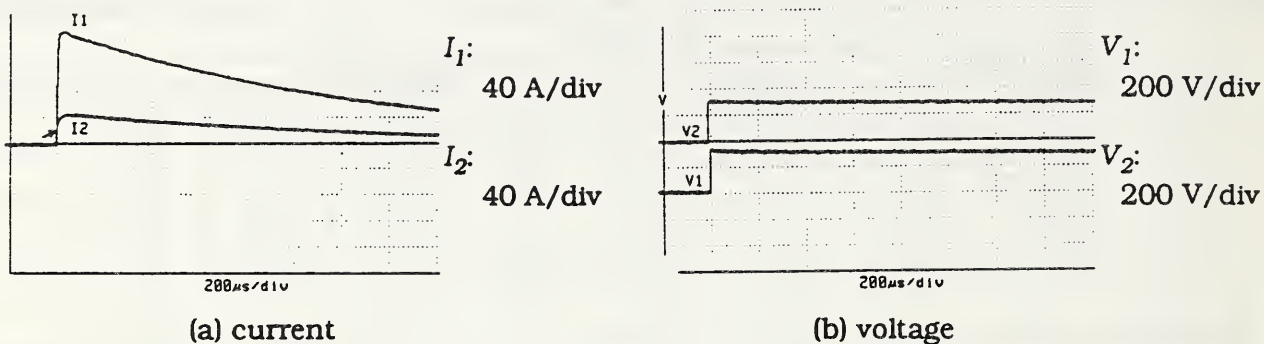 I1
I2
200µs/div
I1:
40 A/div
I2:
40 A/div
(a) current
V
V2
V1
200µs/div
V1:
200 V/div
V2:
200 V/div
(b) voltage